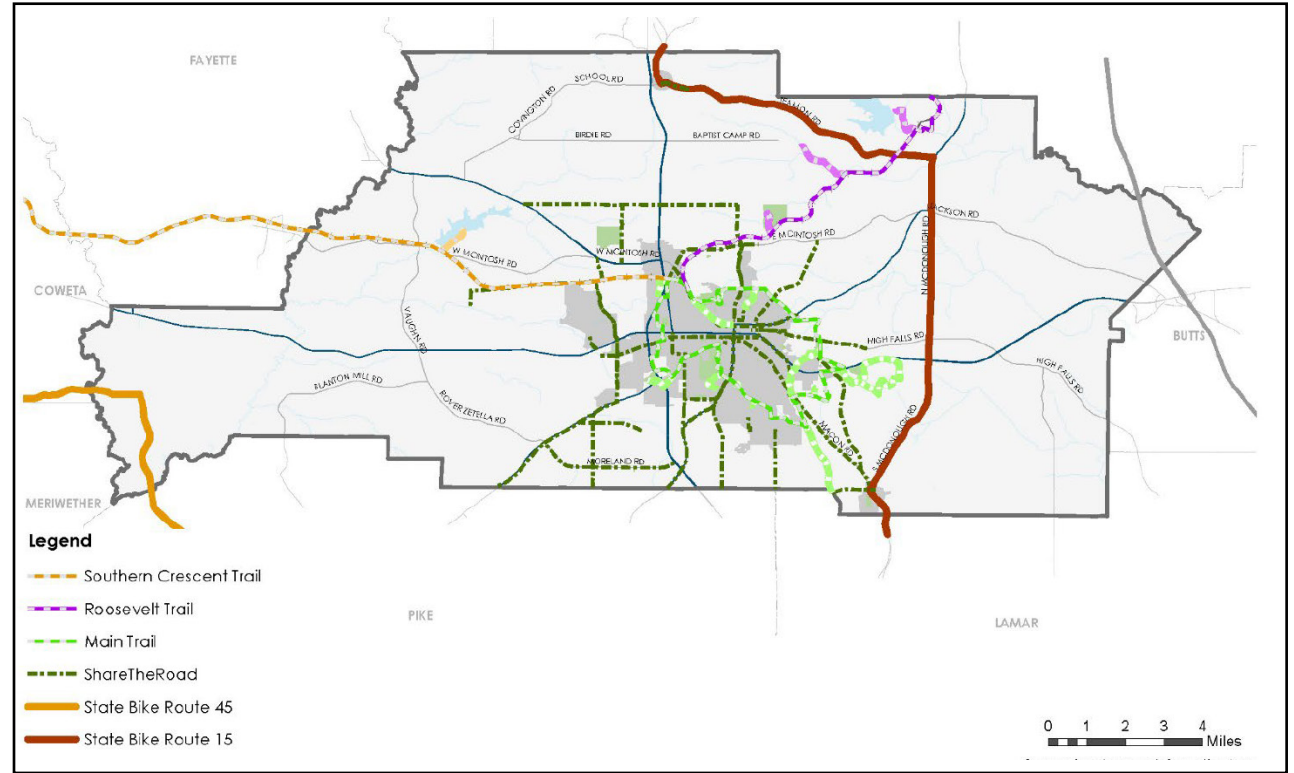 FAYETTE
SCHOOL RD
COVINGTON RD
BIRDIE RD
BAPTIST CAMP RD
JACKSON RD
E MCINTOSH RD
W MCINTOSH RD
W MCINTOSH RD
N MCDONOUGH RD
COWETA
VAUGHN RD
HIGH FALLS RD
BUTTS
HIGH FALLS RD
BLANTON MILL RD
ROVER ZETELLA RD
MACON RD
S MCDONOUGH RD
MORELAND RD
MERIWETHER
Legend
Southern Crescent Trail
Roosevelt Trail
Main Trail
ShareTheRoad
State Bike Route 45
State Bike Route 15
PIKE
LAMAR
0 1 2 3 4
Miles